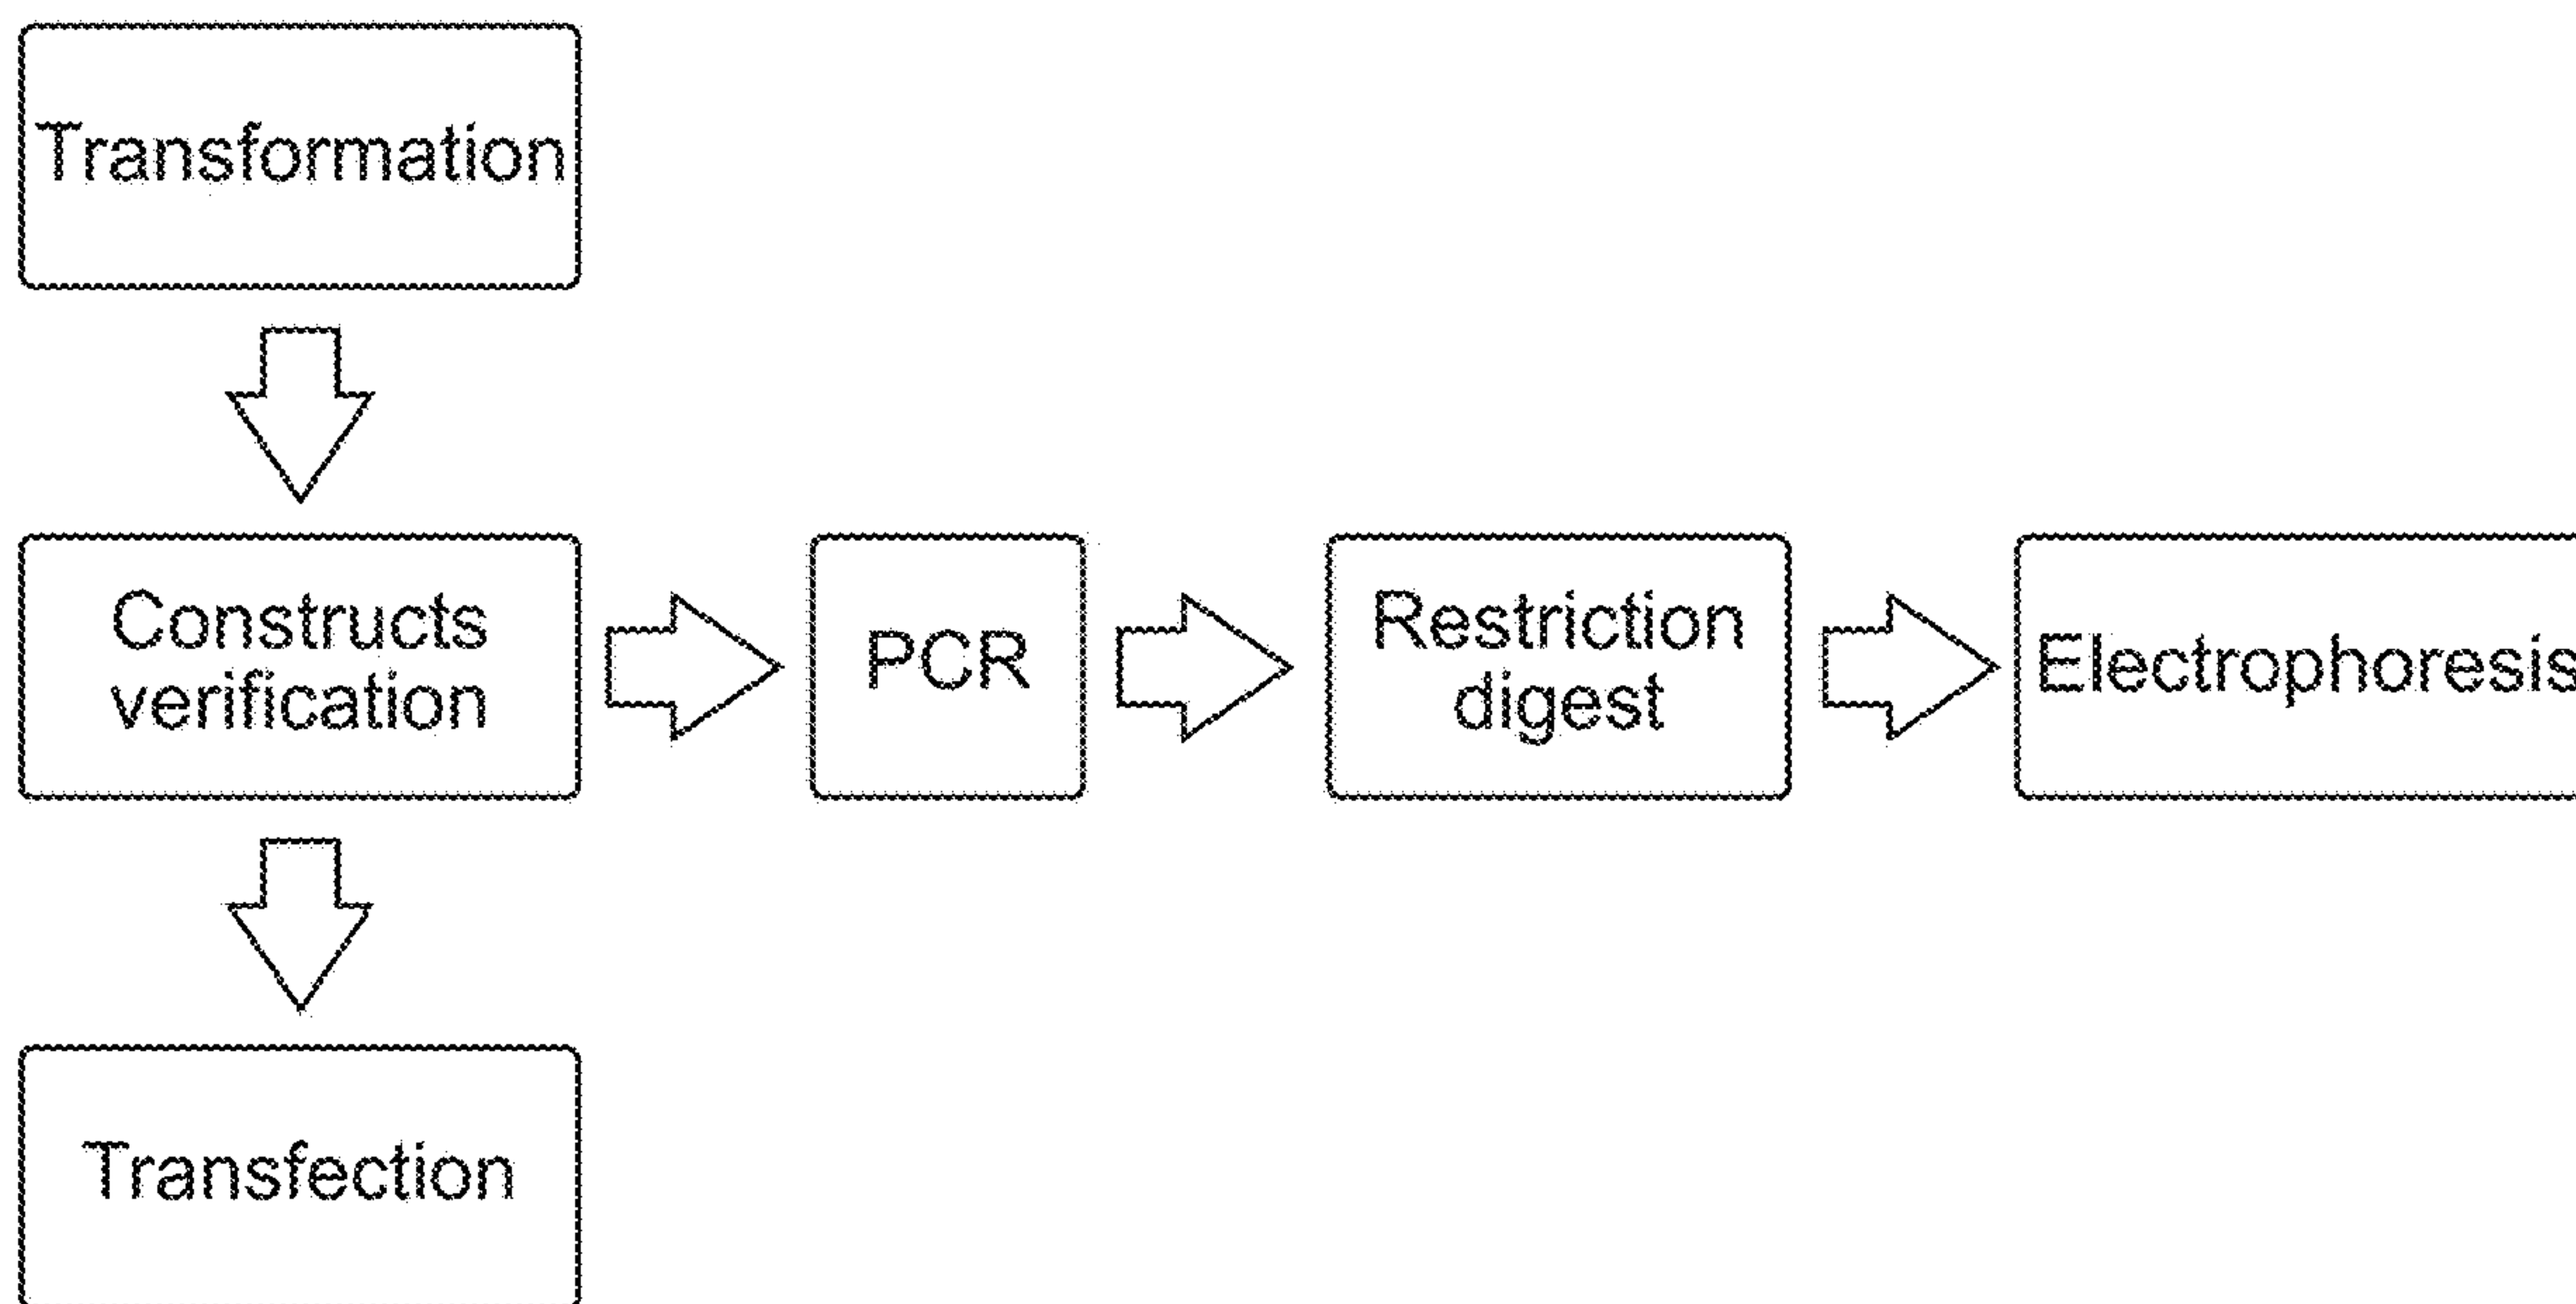 Transformation
Constructs
verification
PCR
Restriction
digest
Electrophoresis
Transfection